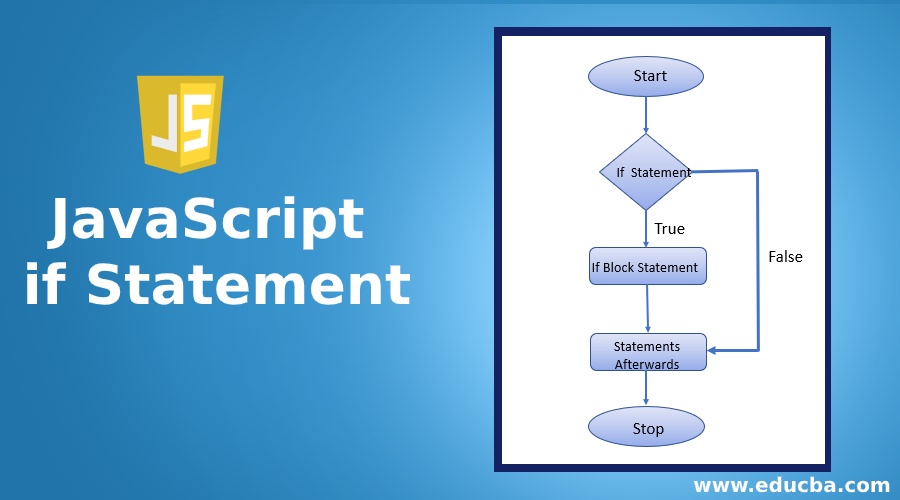 JS
JavaScript
if Statement
Start
If Statement
True
False
If Block Statement
Statements
Afterwards
Stop
www.educba.com